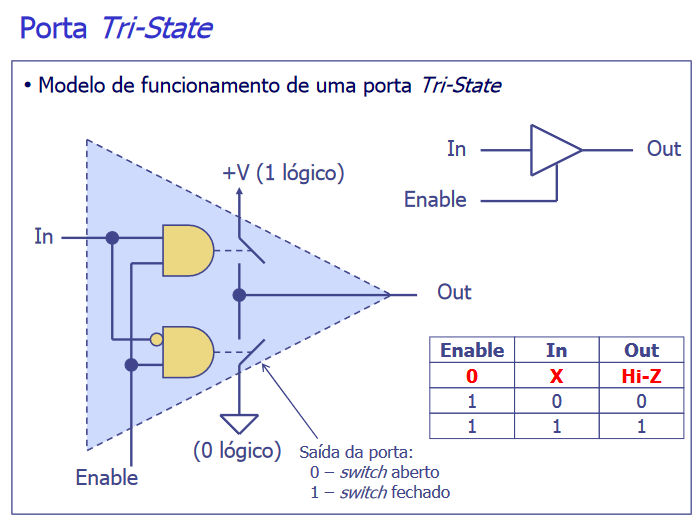 Porta Tri-State
• Modelo de funcionamento de uma porta Tri-State
In
Out
Enable
+V (1 lógico)
In
Out
Enable
(0 lógico)
Saída da porta:
0 – switch aberto
1 – switch fechado
Enable In Out
0 X Hi-Z
1 0 0
1 1 1